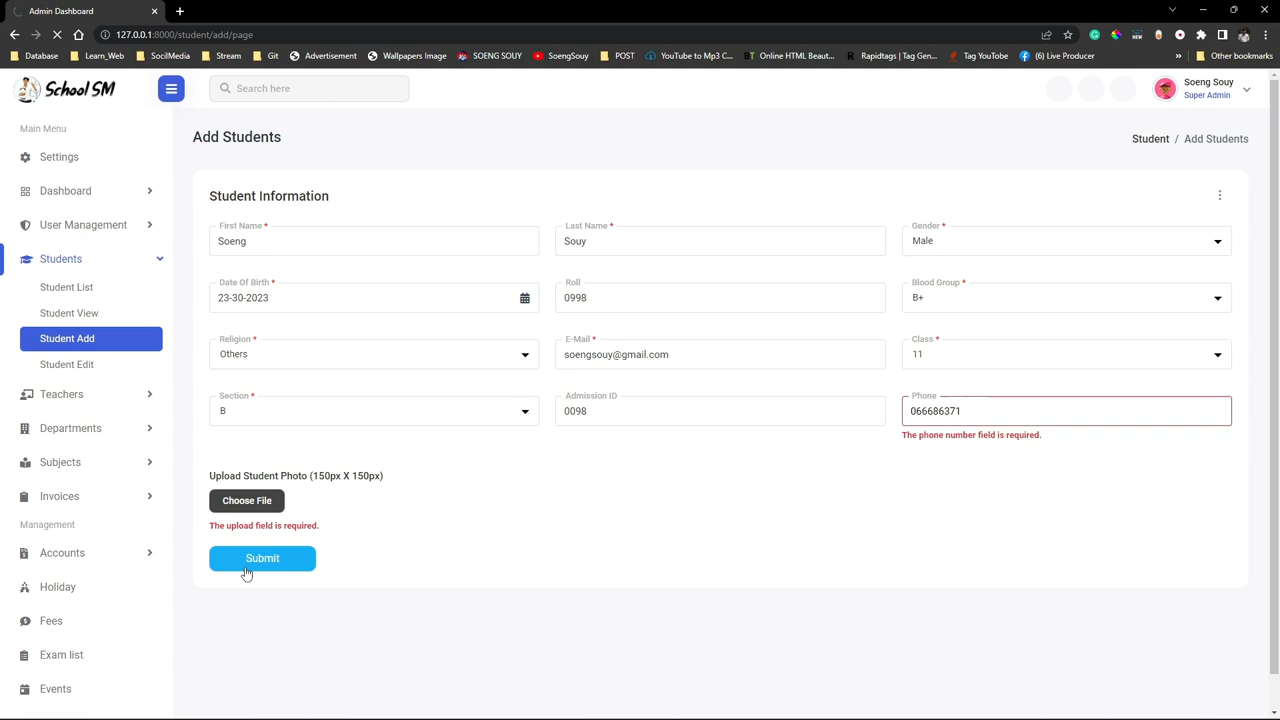 Admin Dashboard
127.0.0.1:8000/student/add/page
Database Learn_Web SocilMedia Stream Git Advertisement Wallpapers Image SOENG SOUY SoengSouy POST YouTube to Mp3 C... Online HTML Beaut... Rapidtags | Tag Gen... Tag YouTube (6) Live Producer » Other bookmarks
School SM
Search here
Soeng Souy
Super Admin
Main Menu
Settings
Dashboard
User Management
Students
Student List
Student View
Student Add
Student Edit
Teachers
Departments
Subjects
Invoices
Management
Accounts
Holiday
Fees
Exam list
Events
Add Students
Student / Add Students
Student Information
First Name *
Soeng
Last Name *
Souy
Gender *
Male
Date Of Birth *
23-30-2023
Roll
0998
Blood Group *
B+
Religion *
Others
E-Mail *
soengsouy@gmail.com
Class *
11
Section *
B
Admission ID
0098
Phone
066686371
The phone number field is required.
Upload Student Photo (150px X 150px)
Choose File
The upload field is required.
Submit